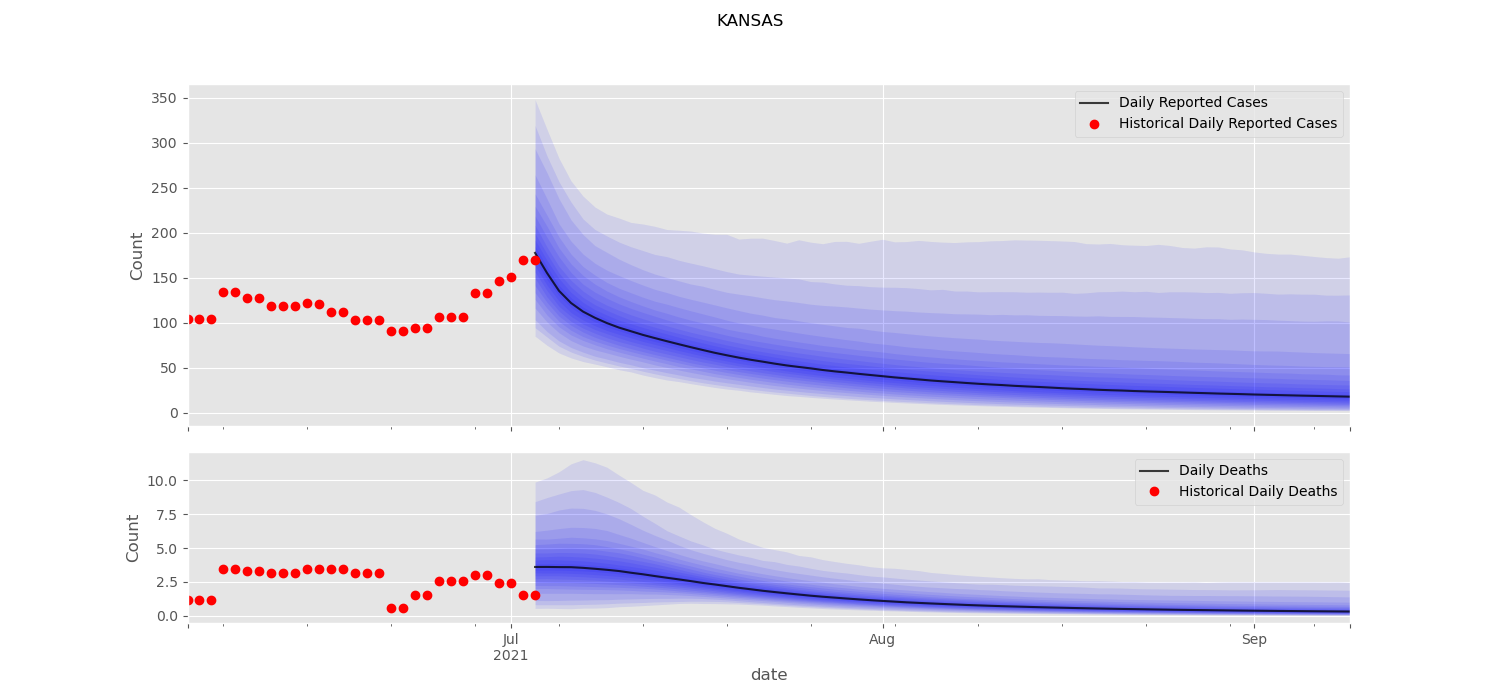 KANSAS
Daily Reported Cases
Historical Daily Reported Cases
350
300
250
200
150
100
50
0
Count
Daily Deaths
Historical Daily Deaths
10.0
7.5
5.0
2.5
0.0
Count
Jul
2021
Aug
Sep
date